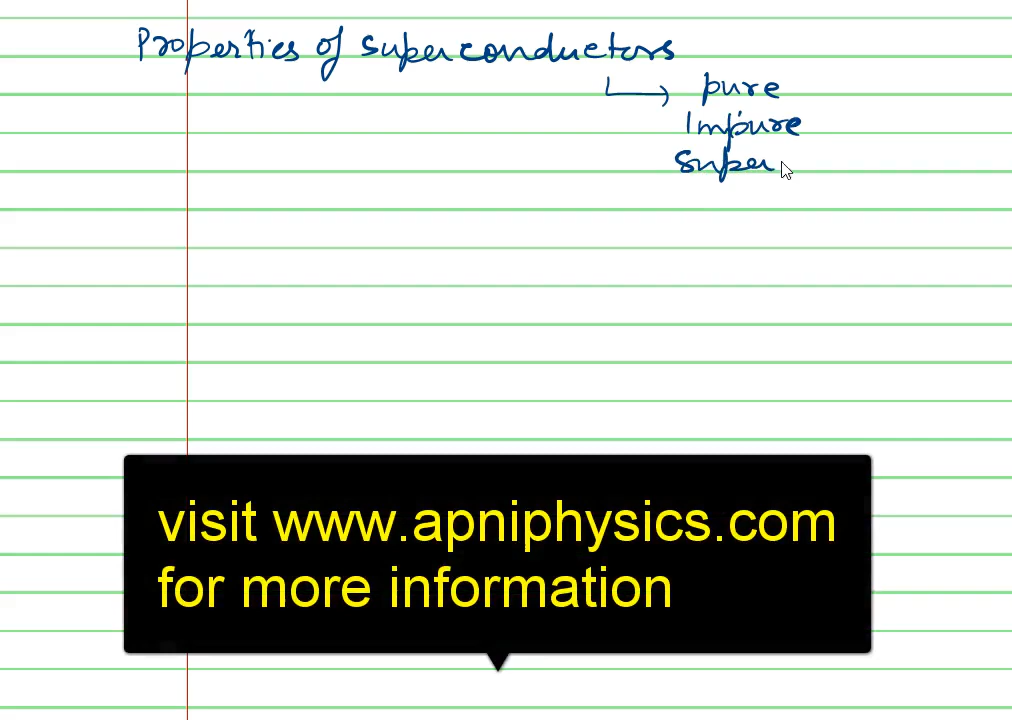 Properties of superconductors
pure
Impure
Super
visit www.apniphysics.com
for more information